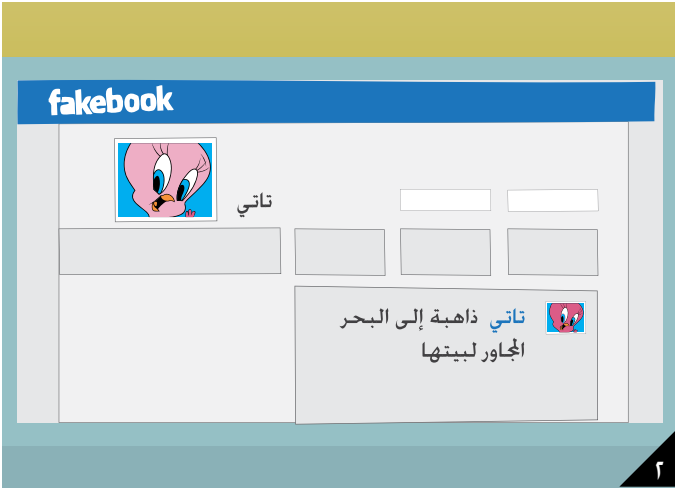 fakebook
تاتي
تاتي ذاهبة إلى البحر
المجاور لبيتها
٢